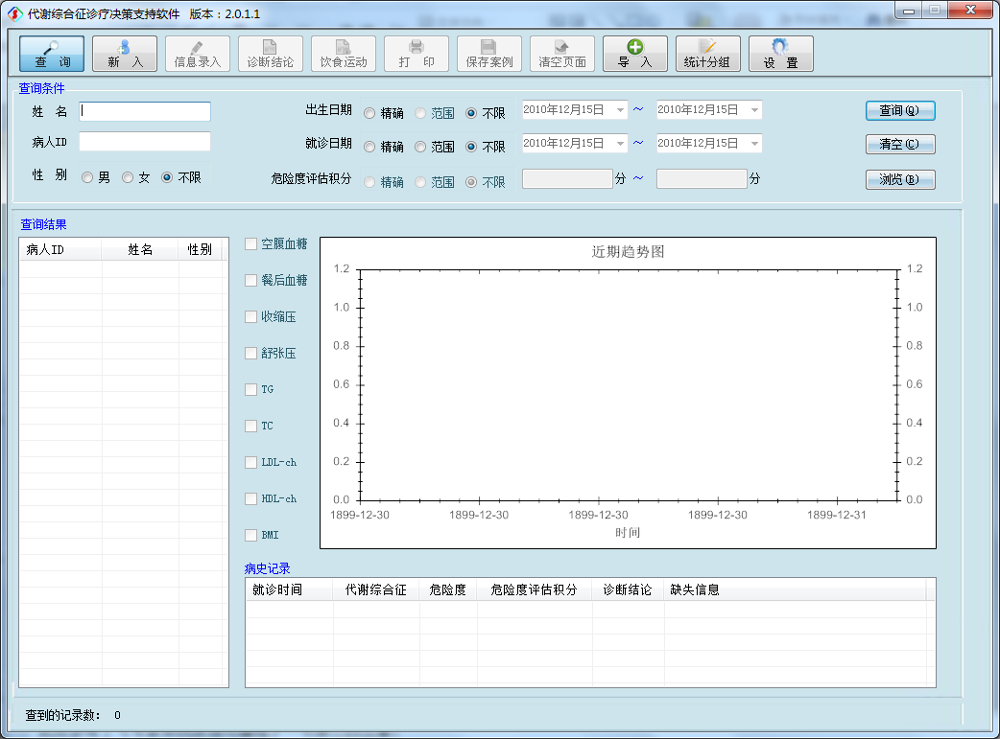 代谢综合征诊疗决策支持软件 版本：2.0.1.1
查 询 新 入 信息录入 诊断结论 饮食运动 打 印 保存案例 清空页面 导 入 统计分组 设 置
查询条件
姓 名 出生日期 精确 范围 不限 2010年12月15日 ~ 2010年12月15日 查询(Q)
病人ID 就诊日期 精确 范围 不限 2010年12月15日 ~ 2010年12月15日 清空(C)
性 别 男 女 不限 危险度评估积分 精确 范围 不限 分 ~ 分 浏览(B)
查询结果
病人ID 姓名 性别
空腹血糖
餐后血糖
收缩压
舒张压
TG
TC
LDL-ch
HDL-ch
BMI
近期趋势图
1.2 1.2
1.0 1.0
0.8 0.8
0.6 0.6
0.4 0.4
0.2 0.2
0.0 0.0
1899-12-30 1899-12-30 1899-12-30 1899-12-30 1899-12-31
时间
病史记录
就诊时间 代谢综合征 危险度 危险度评估积分 诊断结论 缺失信息
查到的记录数： 0